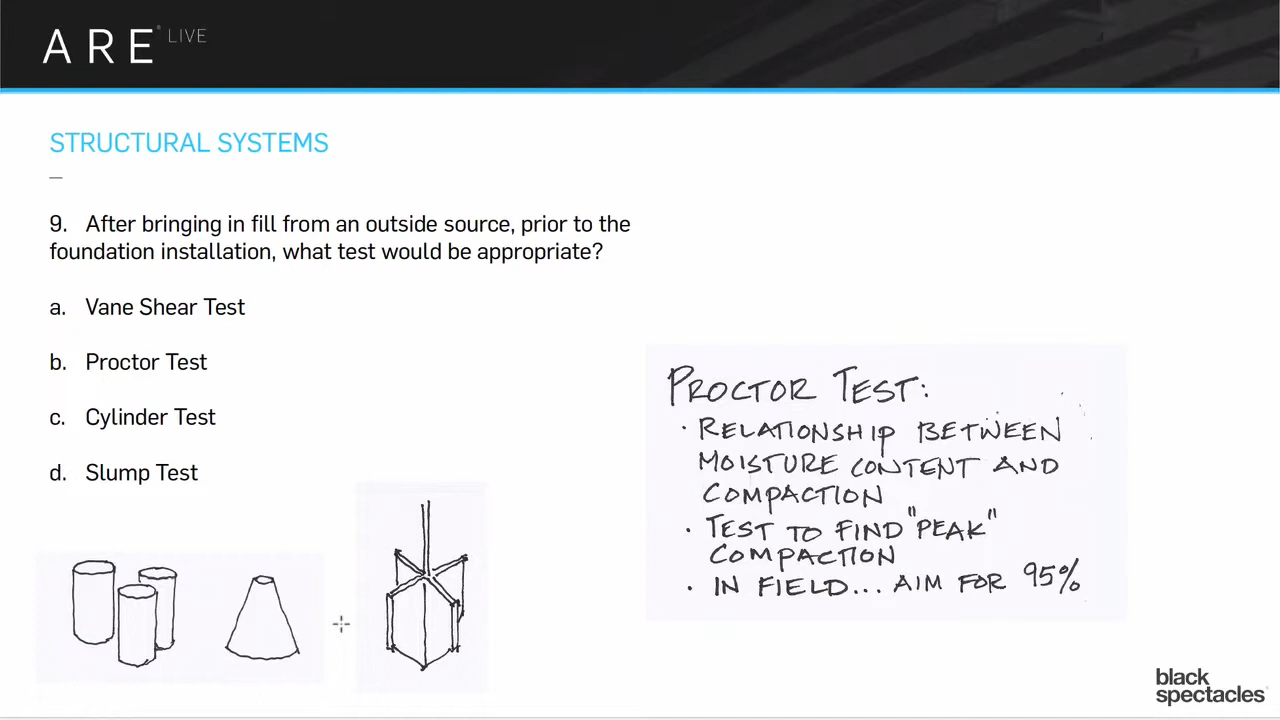 ARE® LIVE
STRUCTURAL SYSTEMS
9. After bringing in fill from an outside source, prior to the
foundation installation, what test would be appropriate?
a. Vane Shear Test
b. Proctor Test
c. Cylinder Test
d. Slump Test
PROCTOR TEST:
· RELATIONSHIP BETWEEN
MOISTURE CONTENT AND
COMPACTION
· TEST TO FIND "PEAK"
COMPACTION
· IN FIELD... AIM FOR 95%
black
spectacles